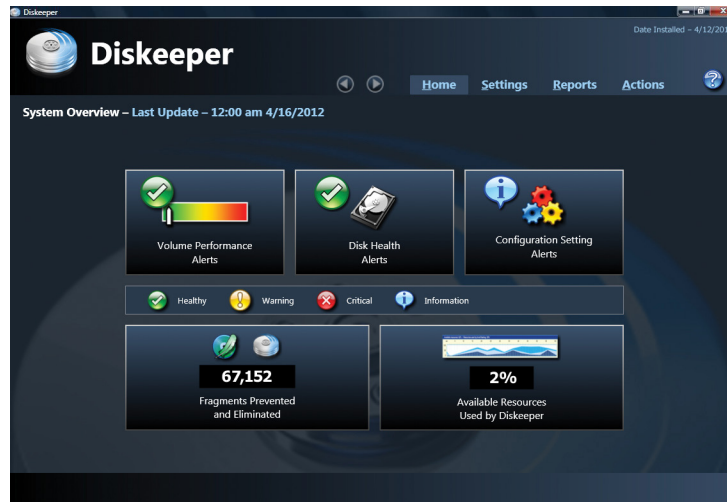 Diskeeper
Date Installed – 4/12/201
Diskeeper
Home Settings Reports Actions
System Overview – Last Update – 12:00 am 4/16/2012
Volume Performance
Alerts
Disk Health
Alerts
Configuration Setting
Alerts
Healthy Warning Critical Information
67,152
Fragments Prevented
and Eliminated
2%
Available Resources
Used by Diskeeper